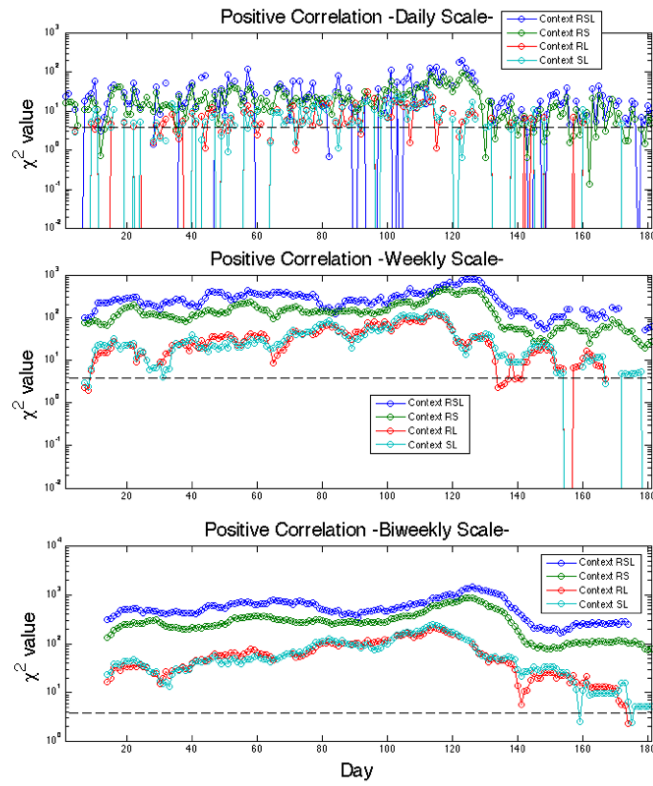 Positive Correlation -Daily Scale-
Context RSL
Context RS
Context RL
Context SL
χ² value
10³
10²
10¹
10⁰
10⁻¹
10⁻²
20 40 60 80 100 120 140 160 180
Positive Correlation -Weekly Scale-
χ² value
10³
10²
10¹
10⁰
10⁻¹
10⁻²
Context RSL
Context RS
Context RL
Context SL
20 40 60 80 100 120 140 160 180
Positive Correlation -Biweekly Scale-
χ² value
10⁴
10³
10²
10¹
10⁰
Context RSL
Context RS
Context RL
Context SL
20 40 60 80 100 120 140 160 180
Day